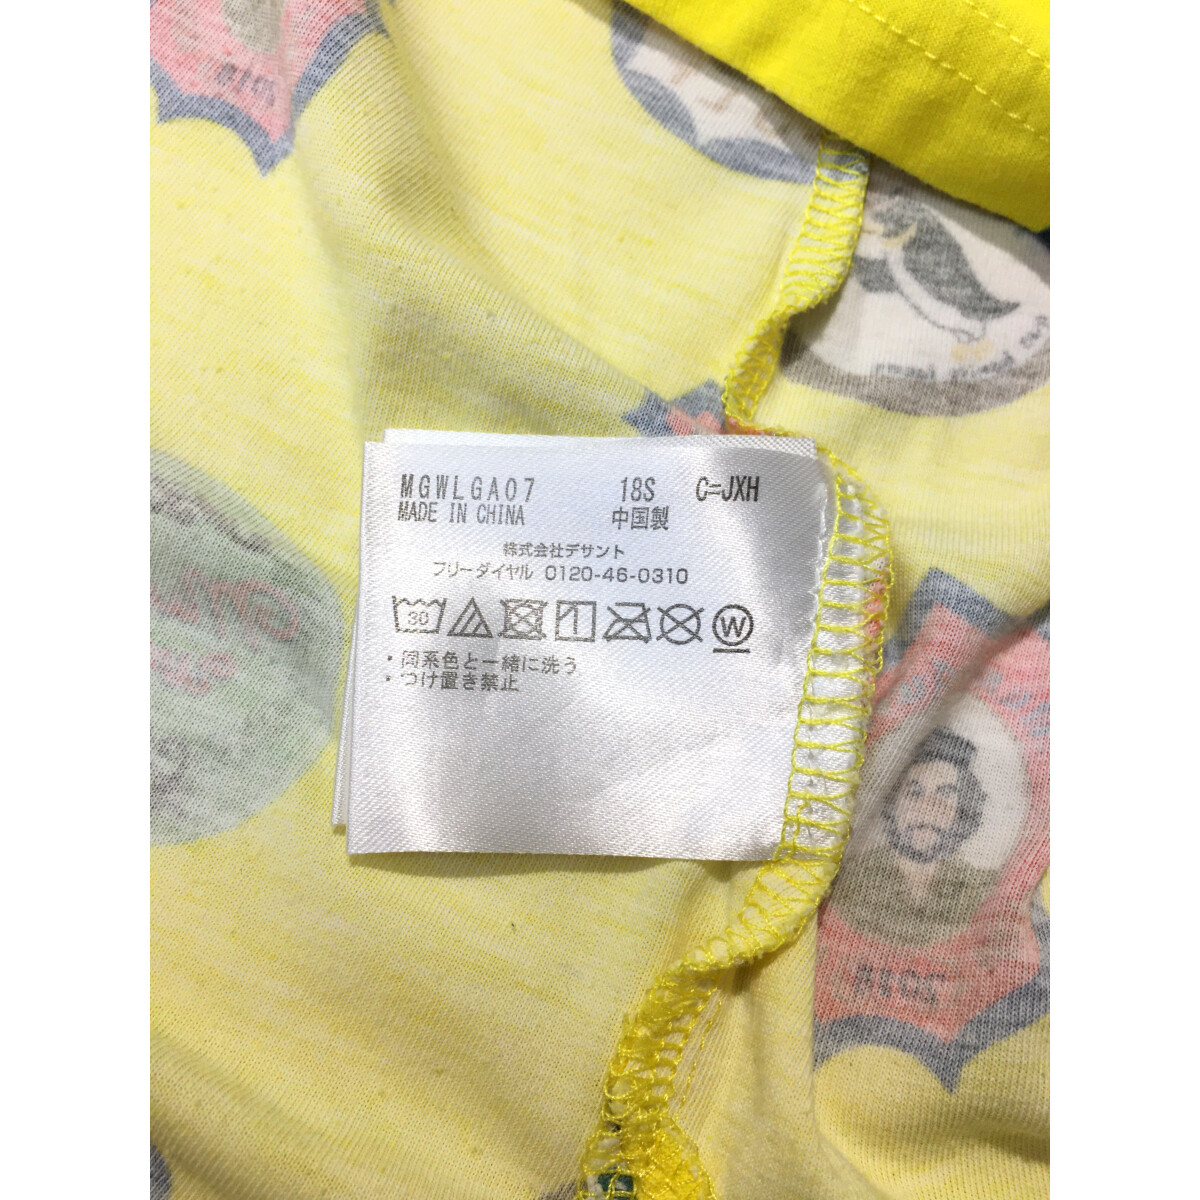 MGWLGA07 18S C=JXH
MADE IN CHINA 中国製
株式会社デサント
フリーダイヤル 0120-46-0310
30 W
・同系色と一緒に洗う
・つけ置き禁止